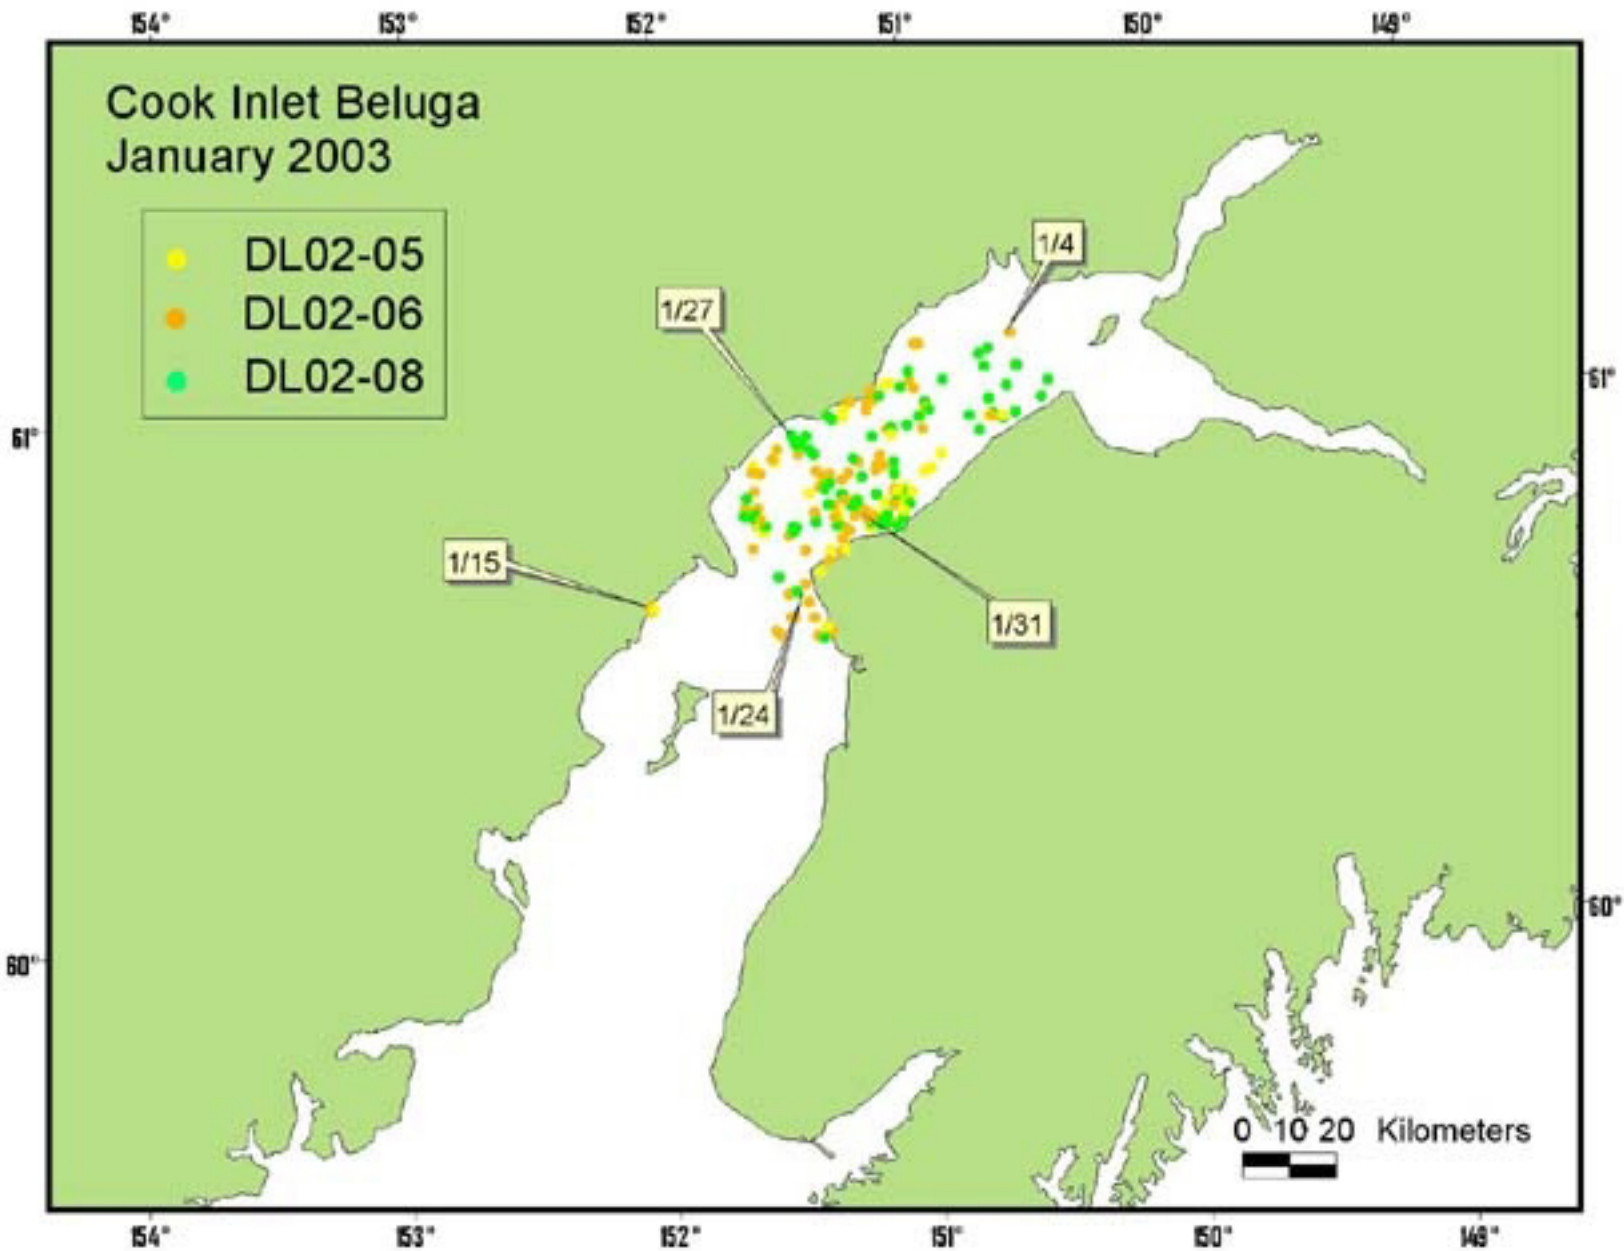 154° 153° 152° 151° 150° 149°
Cook Inlet Beluga
January 2003
DL02-05
DL02-06
DL02-08
1/4
1/27
61°
61°
1/15
1/31
1/24
60°
60°
0 10 20 Kilometers
154° 153° 152° 151° 150° 149°